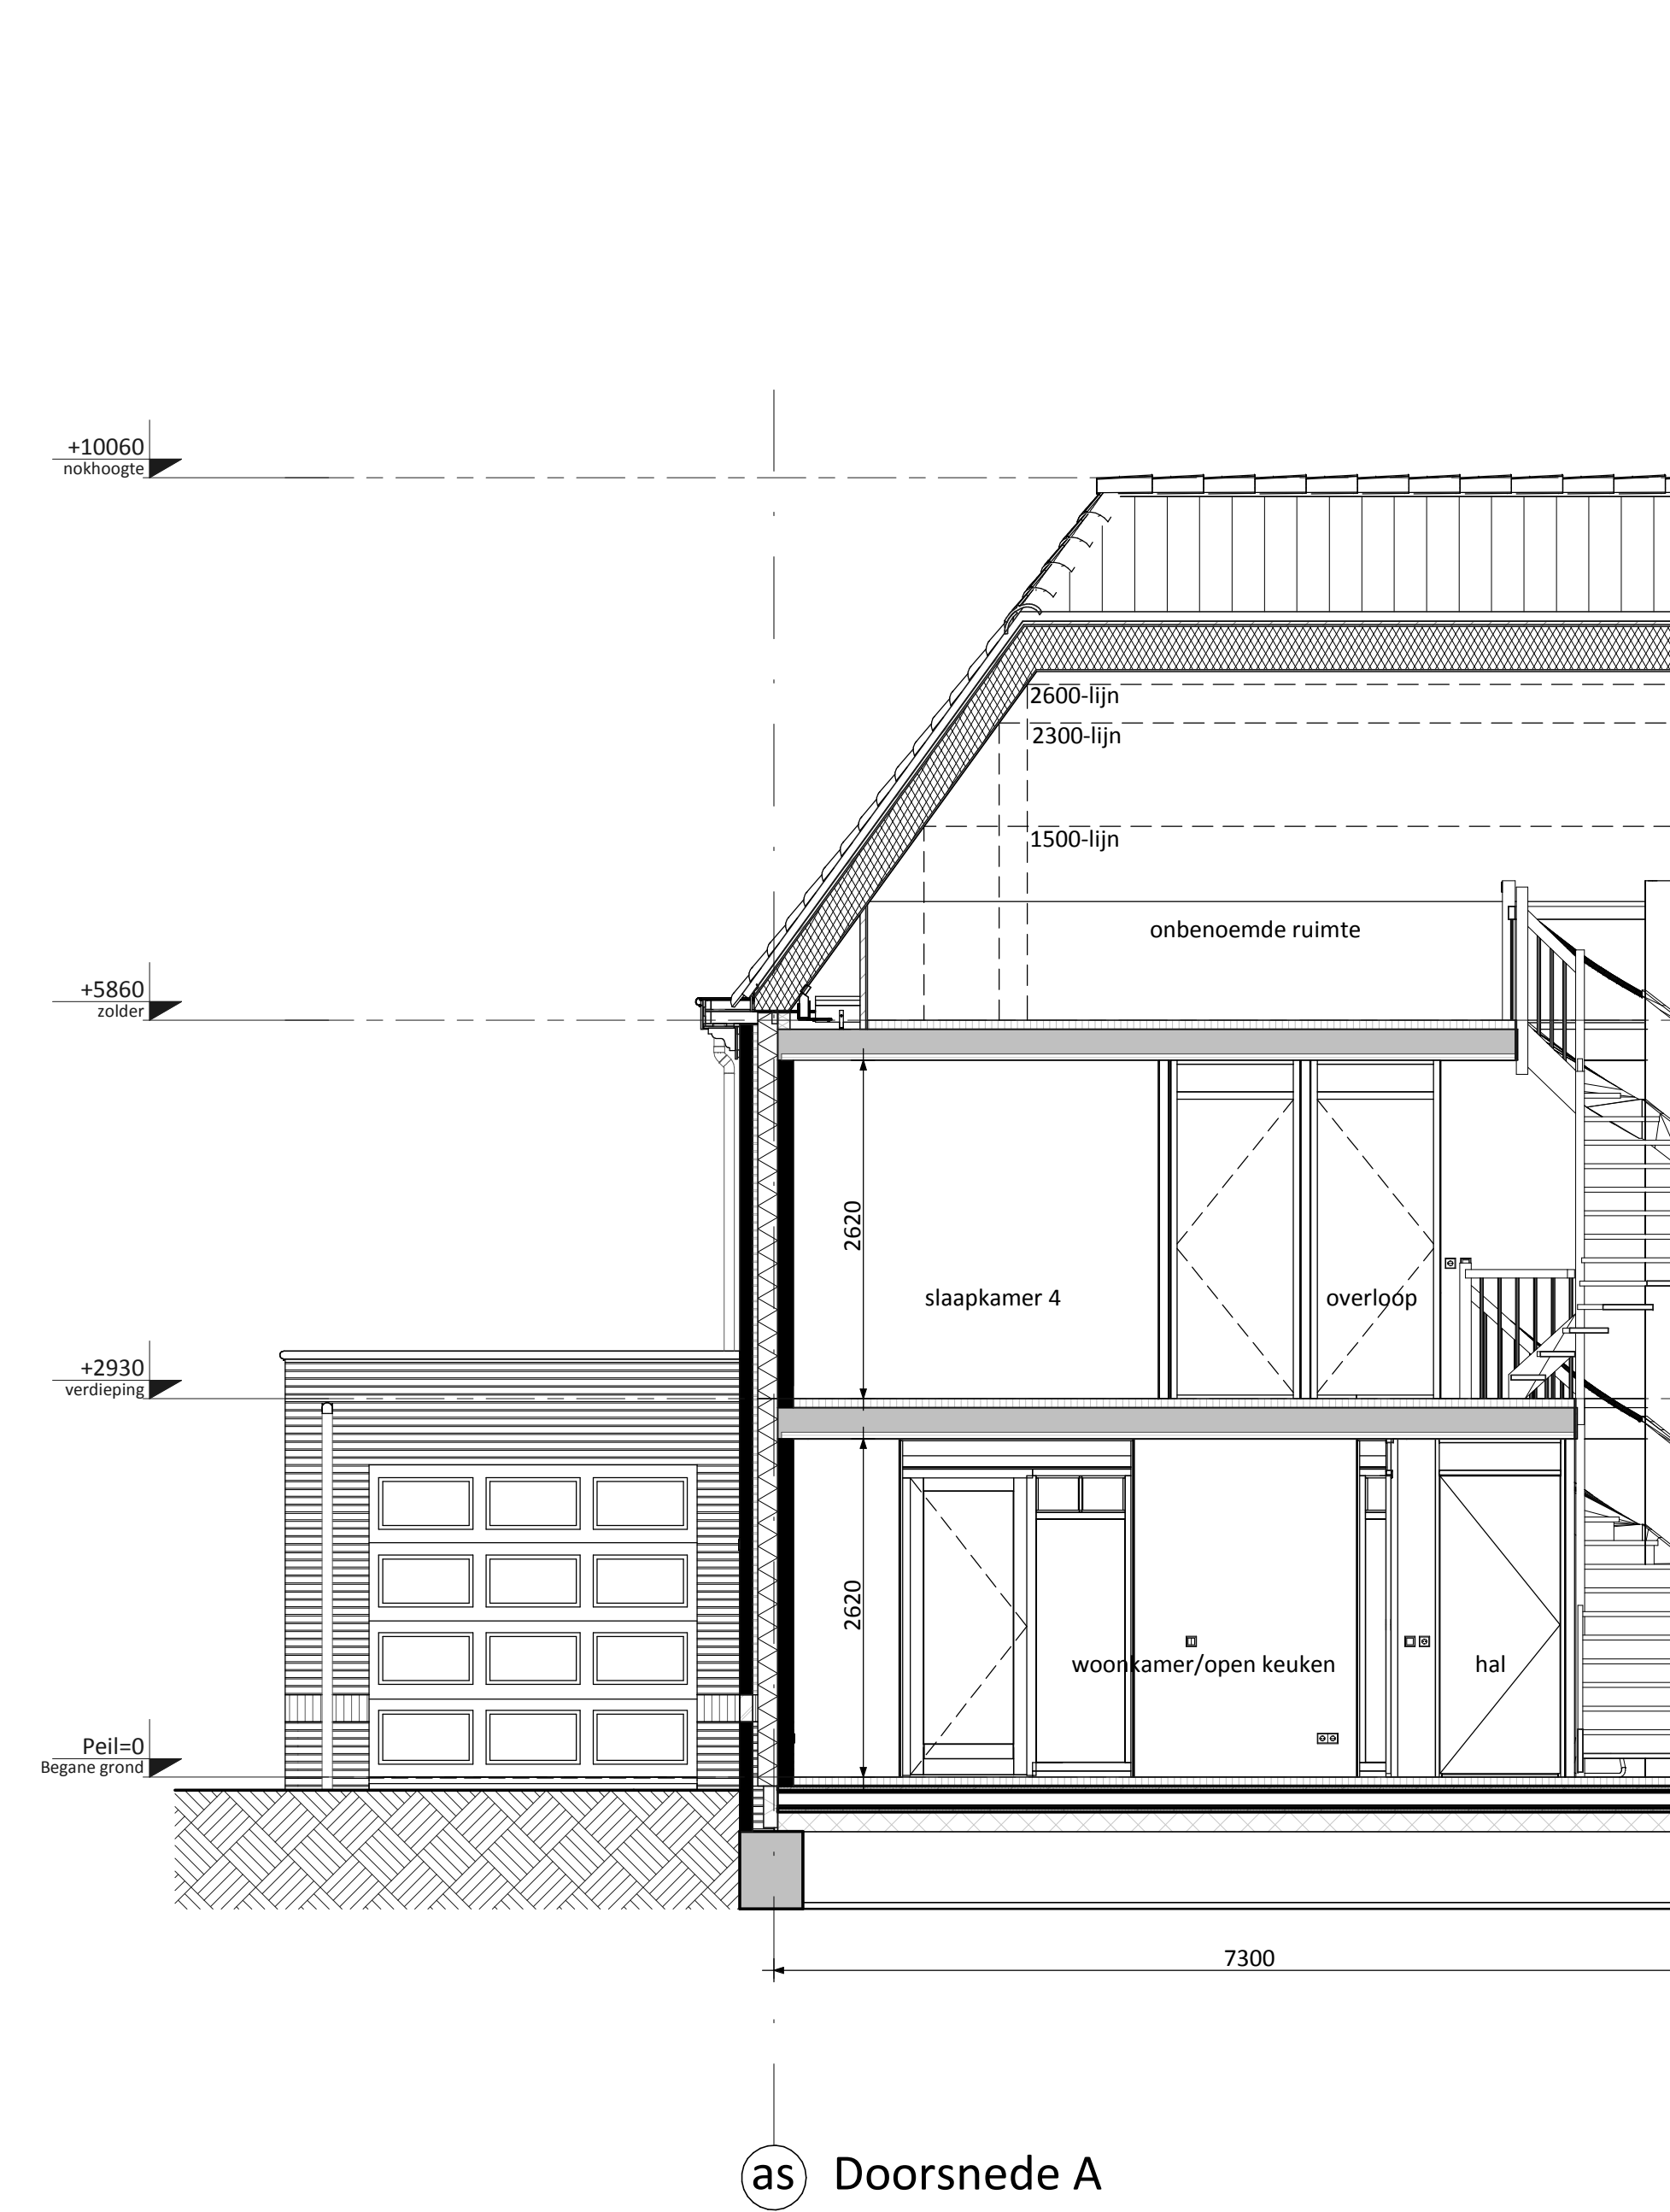 +10060
nokhoogte
2600-lijn
2300-lijn
1500-lijn
onbenoemde ruimte
+5860
zolder
2620
slaapkamer 4
overloop
+2930
verdieping
2620
woonkamer/open keuken
hal
Peil=0
Begane grond
7300
as
Doorsnede A